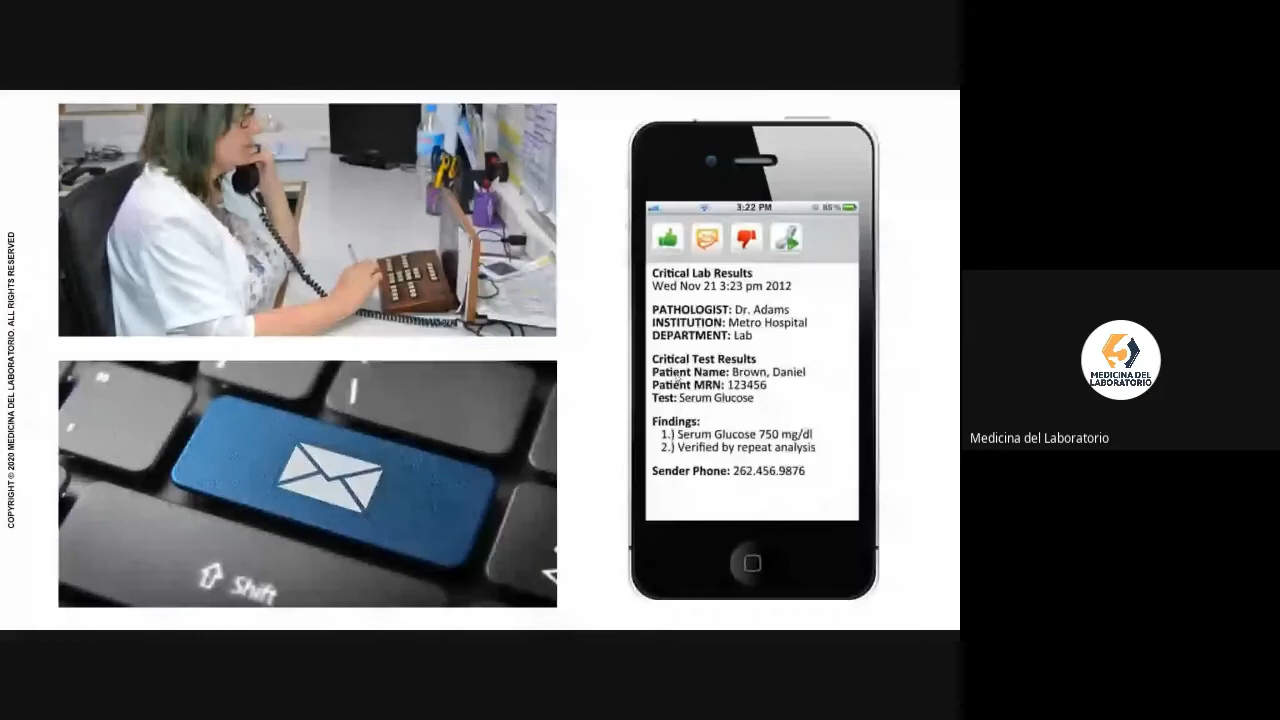 COPYRIGHT © 2020 MEDICINA DEL LABORATORIO. ALL RIGHTS RESERVED
Shift
3:22 PM
85%
Critical Lab Results
Wed Nov 21 3:23 pm 2012
PATHOLOGIST: Dr. Adams
INSTITUTION: Metro Hospital
DEPARTMENT: Lab
Critical Test Results
Patient Name: Brown, Daniel
Patient MRN: 123456
Test: Serum Glucose
Findings:
1.) Serum Glucose 750 mg/dl
2.) Verified by repeat analysis
Sender Phone: 262.456.9876
MEDICINA DEL
LABORATORIO
Medicina del Laboratorio